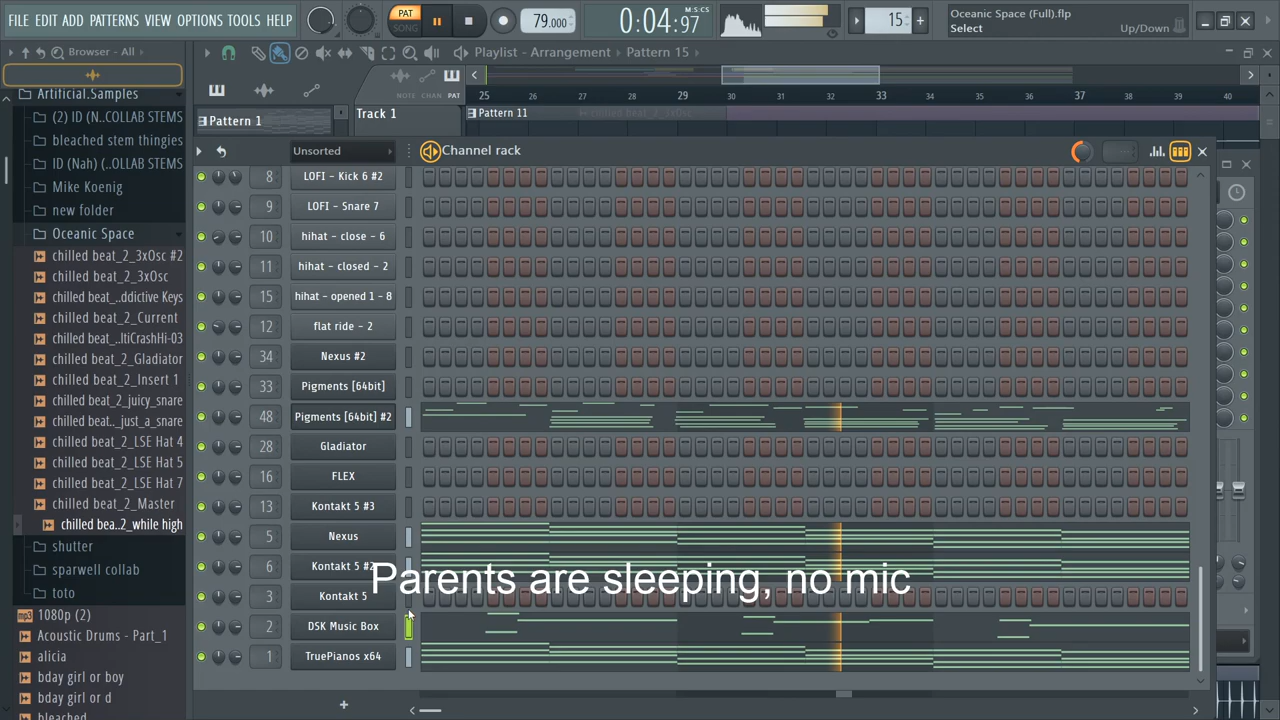 FILE EDIT ADD PATTERNS VIEW OPTIONS TOOLS HELP
PAT
SONG
79.000
0:04:97
M:S:CS
15
Oceanic Space (Full).flp
Select
Up/Down
Browser - All
Playlist - Arrangement
Pattern 15
NOTE CHAN. PAT
25 26 27 28 29 30 31 32 33 34 35 36 37 38 39 40
Pattern 1
Track 1
Pattern 11
Artificial.Samples
(2) ID (N..COLLAB STEMS
bleached stem thingies
ID (Nah) (..OLLAB STEMS
Mike Koenig
new folder
Oceanic Space
chilled beat_2_3xOsc #2
chilled beat_2_3xOsc
chilled beat_2..ddictive Keys
chilled beat_2_Current
chilled beat_2..ltiCrashHi-03
chilled beat_2_Gladiator
chilled beat_2_Insert 1
chilled beat_2_juicy_snare
chilled beat_..just_a_snare
chilled beat_2_LSE Hat 4
chilled beat_2_LSE Hat 5
chilled beat_2_LSE Hat 7
chilled beat_2_Master
chilled bea..2_while high
shutter
sparwell collab
toto
1080p (2)
Acoustic Drums - Part_1
alicia
bday girl or boy
bday girl or d
bleached
Unsorted
Channel rack
8 LOFI - Kick 6 #2
9 LOFI - Snare 7
10 hihat - close - 6
11 hihat - closed - 2
15 hihat - opened 1 - 8
12 flat ride - 2
34 Nexus #2
33 Pigments [64bit]
48 Pigments [64bit] #2
28 Gladiator
16 FLEX
13 Kontakt 5 #3
5 Nexus
6 Kontakt 5 #2
Parents are sleeping, no mic
3 Kontakt 5
2 DSK Music Box
1 TruePianos x64